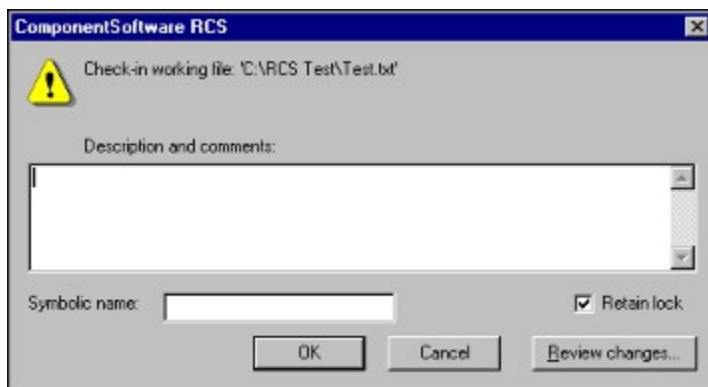 ComponentSoftware RCS
Check-in working file: 'C:\RCS Test\Test.txt'
Description and comments:
Symbolic name:
Retain lock
OK Cancel Review changes...